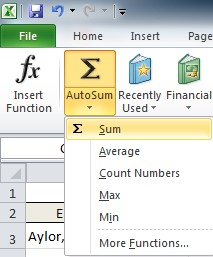 File Home Insert Page
fx Σ
Insert Function AutoSum Recently Used Financial
Σ Sum
Average
Count Numbers
Max
Min
More Functions...
1
2 E
3 Aylor,